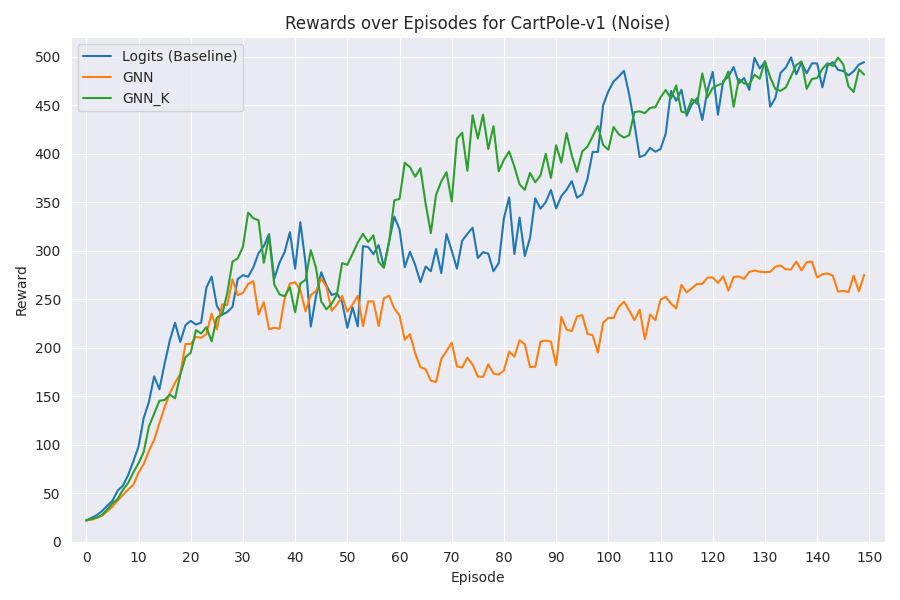 Rewards over Episodes for CartPole-v1 (Noise)
Logits (Baseline)
GNN
GNN_K
500
450
400
350
300
250
200
150
100
50
0
Reward
0 10 20 30 40 50 60 70 80 90 100 110 120 130 140 150
Episode